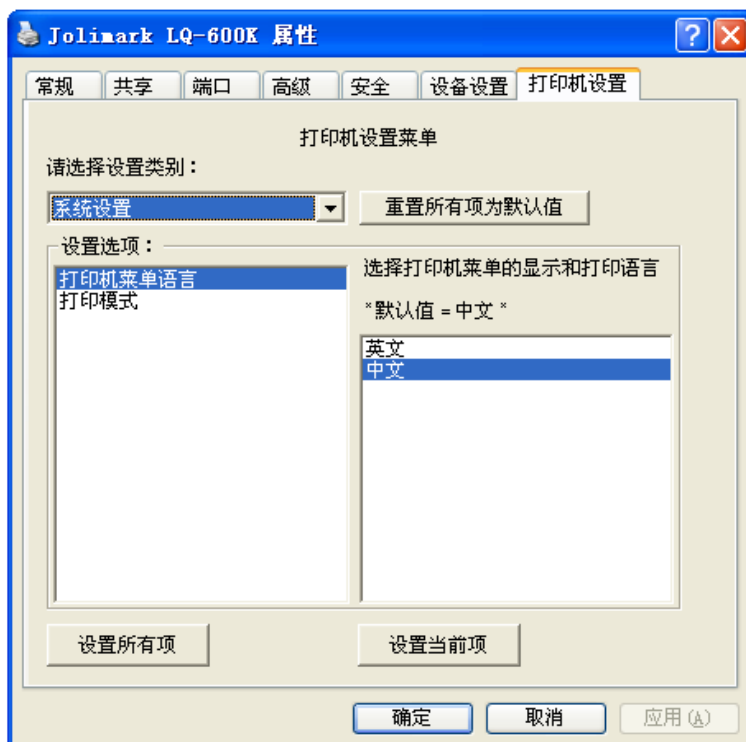 Jolimark LQ-600K 属性
常规 共享 端口 高级 安全 设备设置 打印机设置
打印机设置菜单
请选择设置类别：
系统设置 重置所有项为默认值
设置选项：
打印机菜单语言
打印模式
选择打印机菜单的显示和打印语言
*默认值 = 中文 *
英文
中文
设置所有项 设置当前项
确定 取消 应用(A)